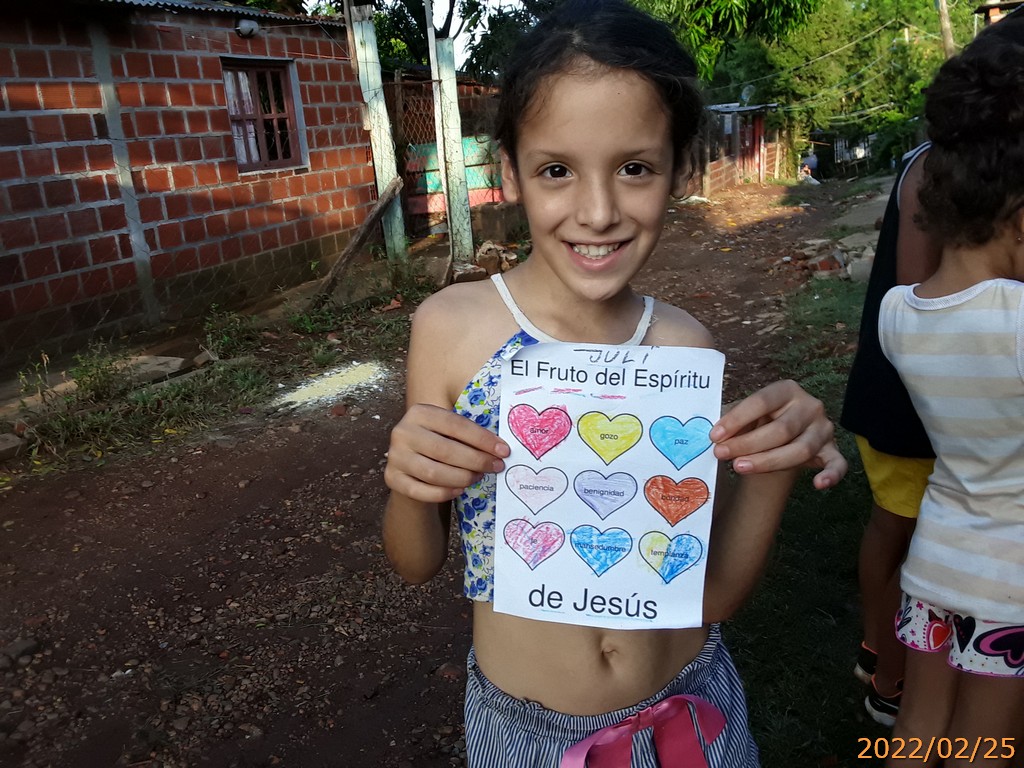 JULI
El Fruto del Espíritu
amor gozo paz
paciencia benignidad bondad
fe mansedumbre templanza
de Jesús
2022/02/25